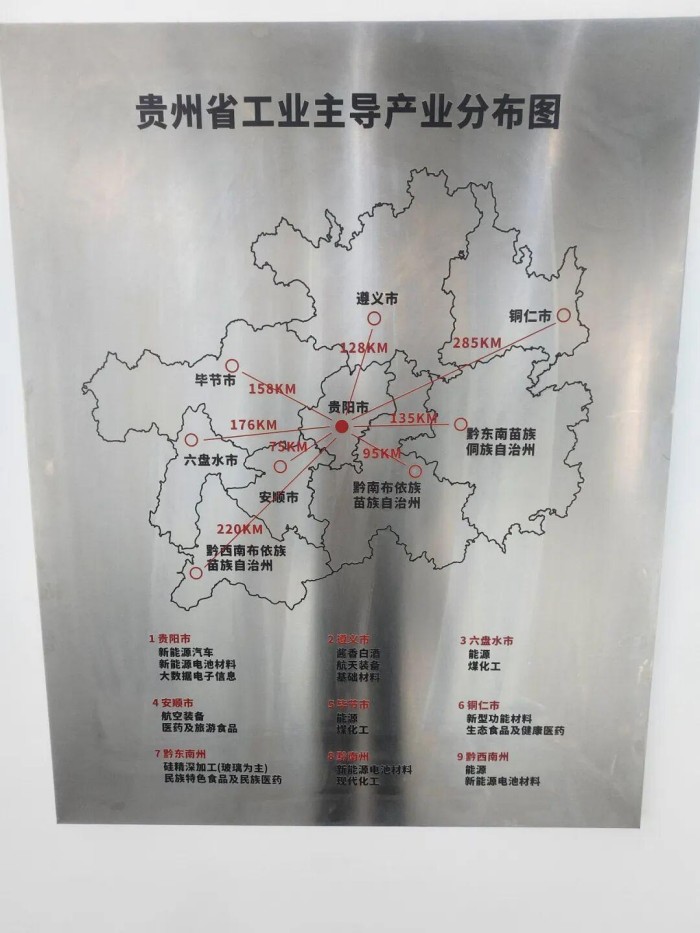 贵州省工业主导产业分布图
遵义市
铜仁市
128KM
285KM
毕节市
158KM
贵阳市
176KM
135KM
黔东南苗族
侗族自治州
六盘水市
75KM
95KM
安顺市
黔南布依族
苗族自治州
220KM
黔西南布依族
苗族自治州
1 贵阳市
新能源汽车
新能源电池材料
大数据电子信息
2 遵义市
酱香白酒
航天装备
基础材料
3 六盘水市
能源
煤化工
4 安顺市
航空装备
医药及旅游食品
5 毕节市
能源
煤化工
6 铜仁市
新型功能材料
生态食品及健康医药
7 黔东南州
硅精深加工(玻璃为主)
民族特色食品及民族医药
8 黔南州
新能源电池材料
现代化工
9 黔西南州
能源
新能源电池材料